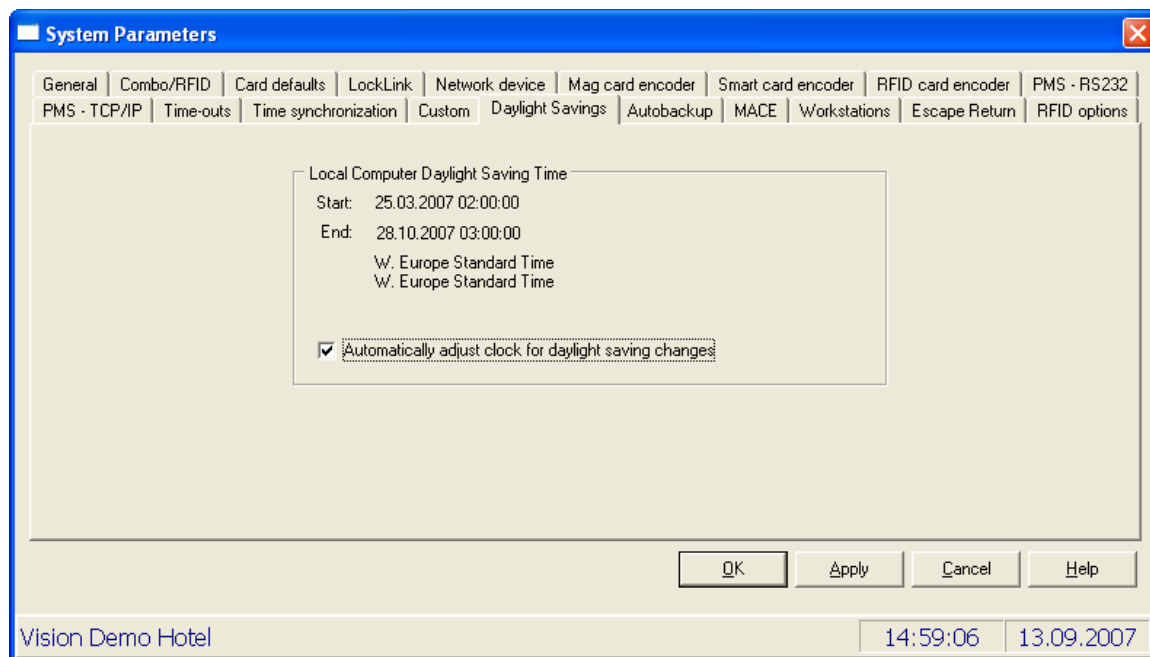 System Parameters
General Combo/RFID Card defaults LockLink Network device Mag card encoder Smart card encoder RFID card encoder PMS - RS232
PMS - TCP/IP Time-outs Time synchronization Custom Daylight Savings Autobackup MACE Workstations Escape Return RFID options
Local Computer Daylight Saving Time
Start: 25.03.2007 02:00:00
End: 28.10.2007 03:00:00
W. Europe Standard Time
W. Europe Standard Time
Automatically adjust clock for daylight saving changes
OK Apply Cancel Help
Vision Demo Hotel 14:59:06 13.09.2007